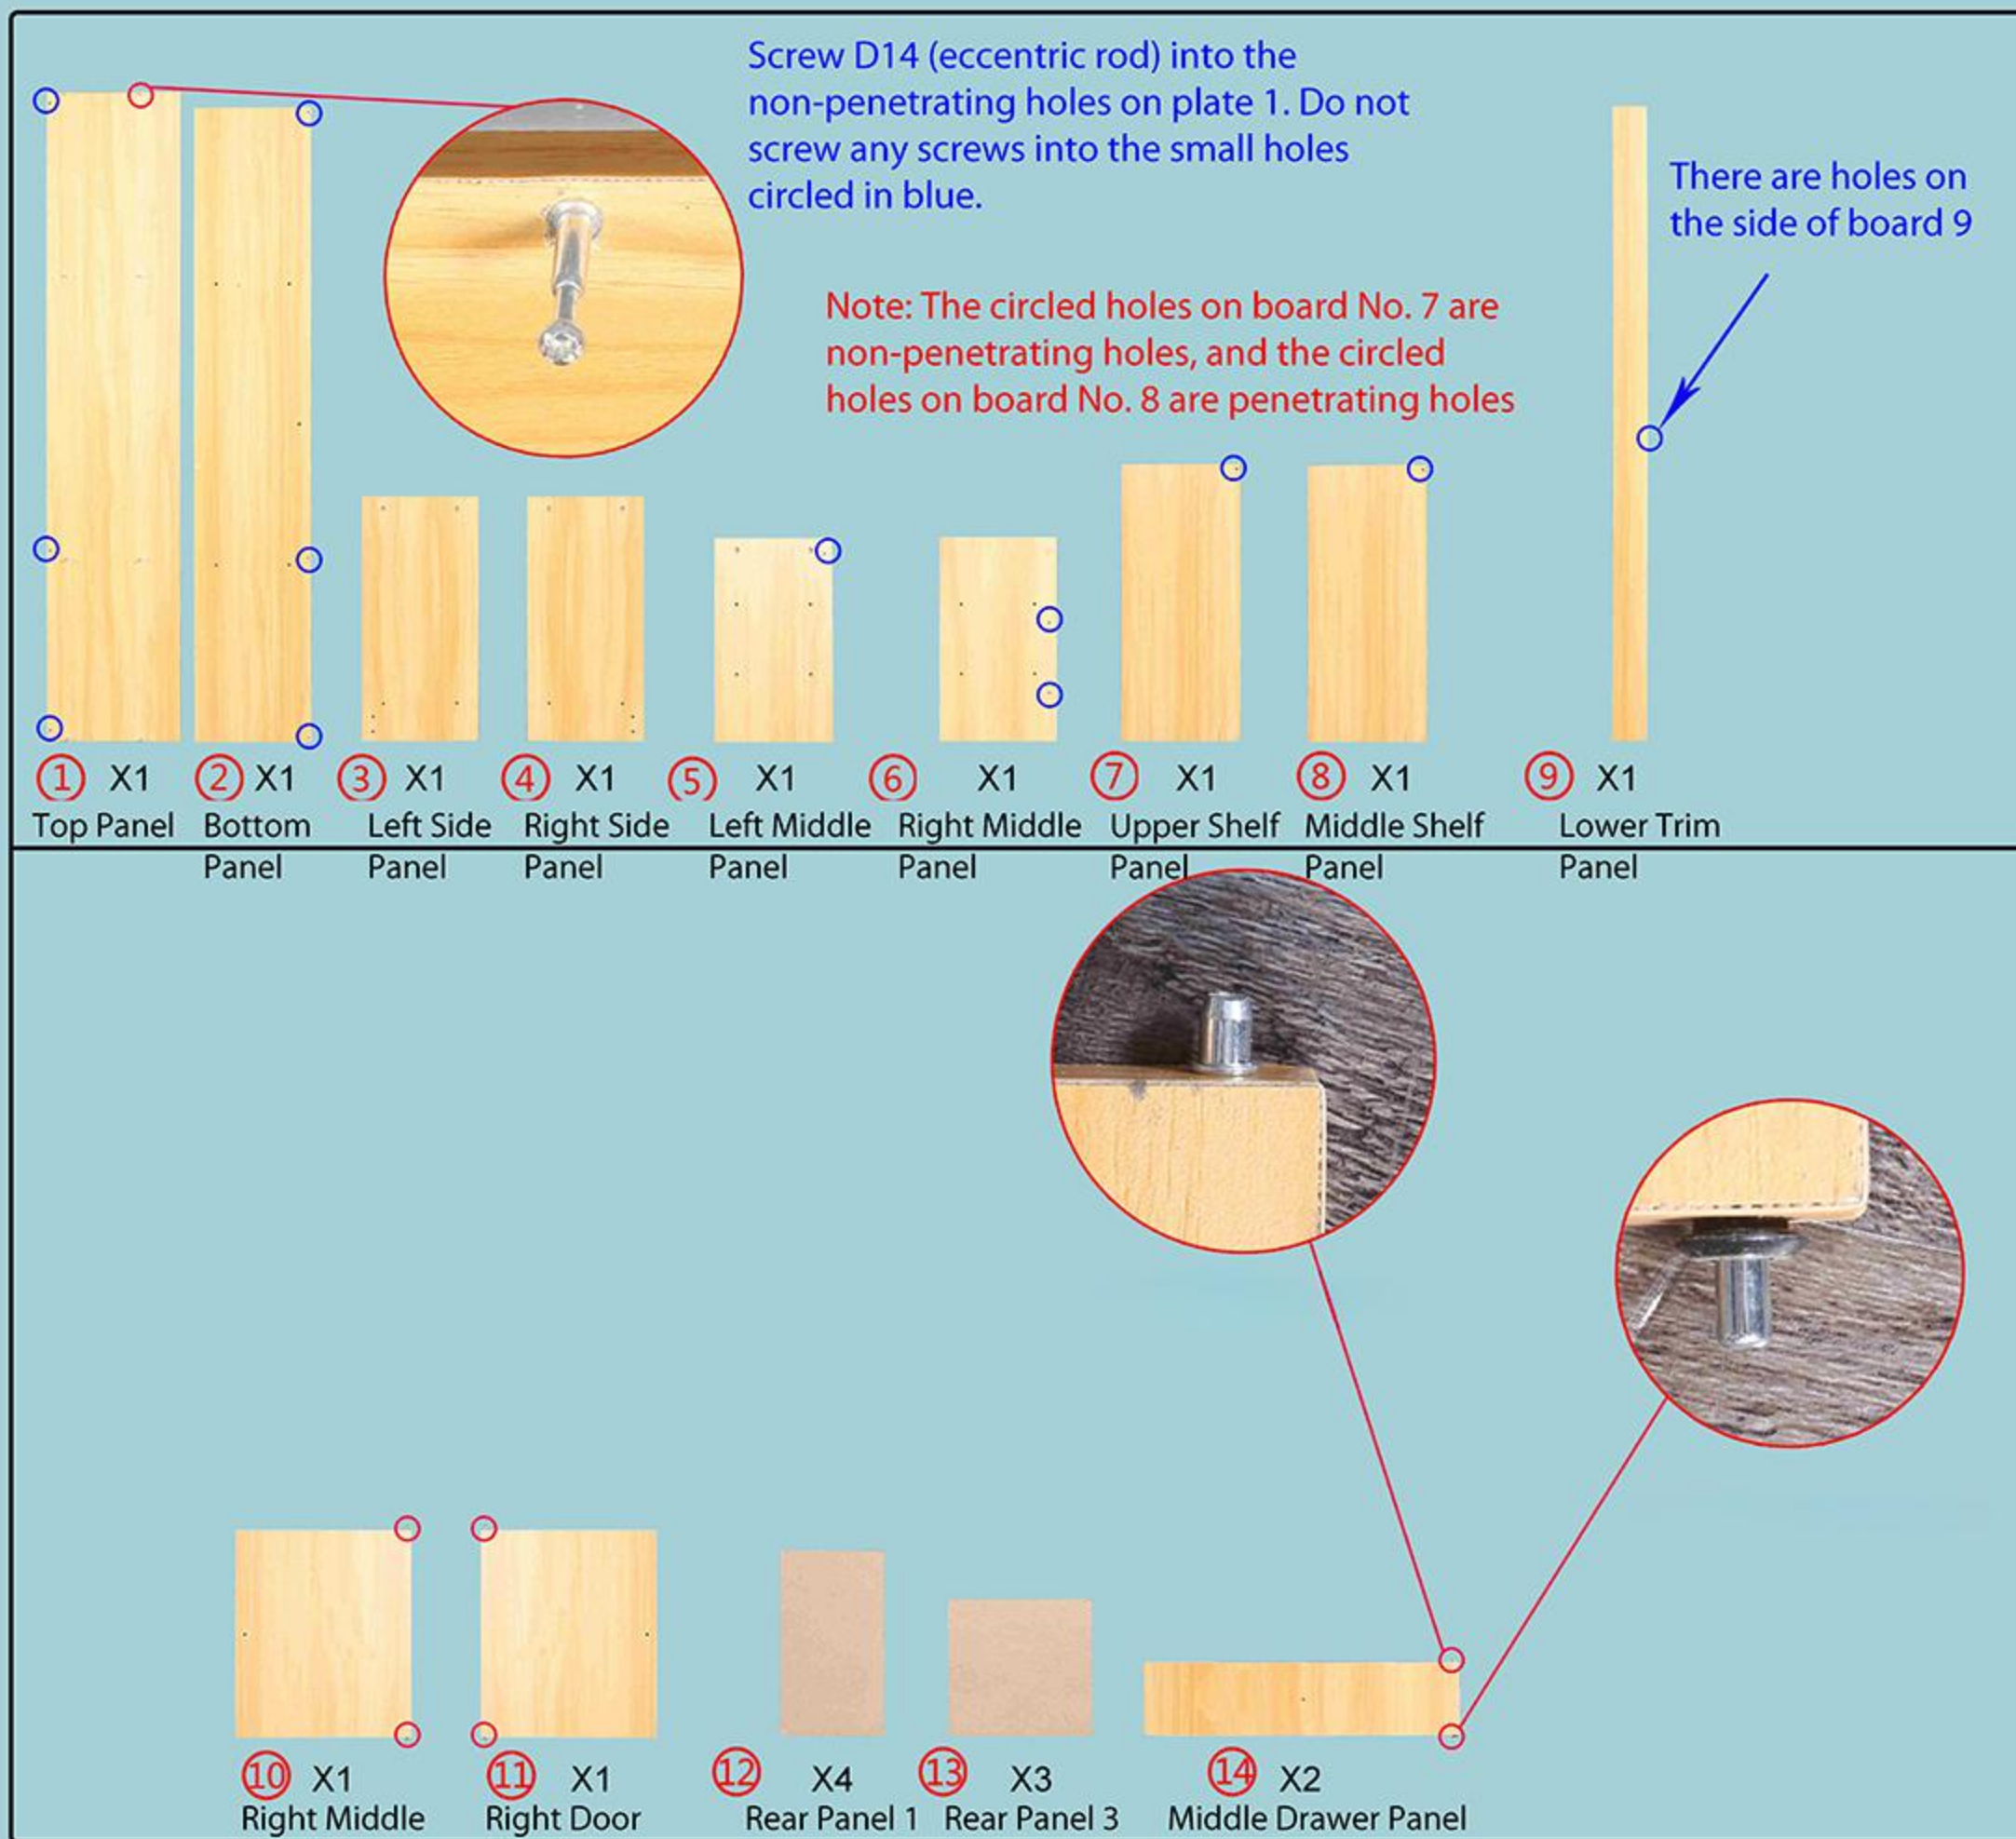 Screw D14 (eccentric rod) into the
non-penetrating holes on plate 1. Do not
screw any screws into the small holes
circled in blue.
There are holes on
the side of board 9
Note: The circled holes on board No. 7 are
non-penetrating holes, and the circled
holes on board No. 8 are penetrating holes
1 X1
Top Panel
2 X1
Bottom
Panel
3 X1
Left Side
Panel
4 X1
Right Side
Panel
5 X1
Left Middle
Panel
6 X1
Right Middle
Panel
7 X1
Upper Shelf
Panel
8 X1
Middle Shelf
Panel
9 X1
Lower Trim
Panel
10 X1
Right Middle
11 X1
Right Door
12 X4
Rear Panel 1
13 X3
Rear Panel 3
14 X2
Middle Drawer Panel